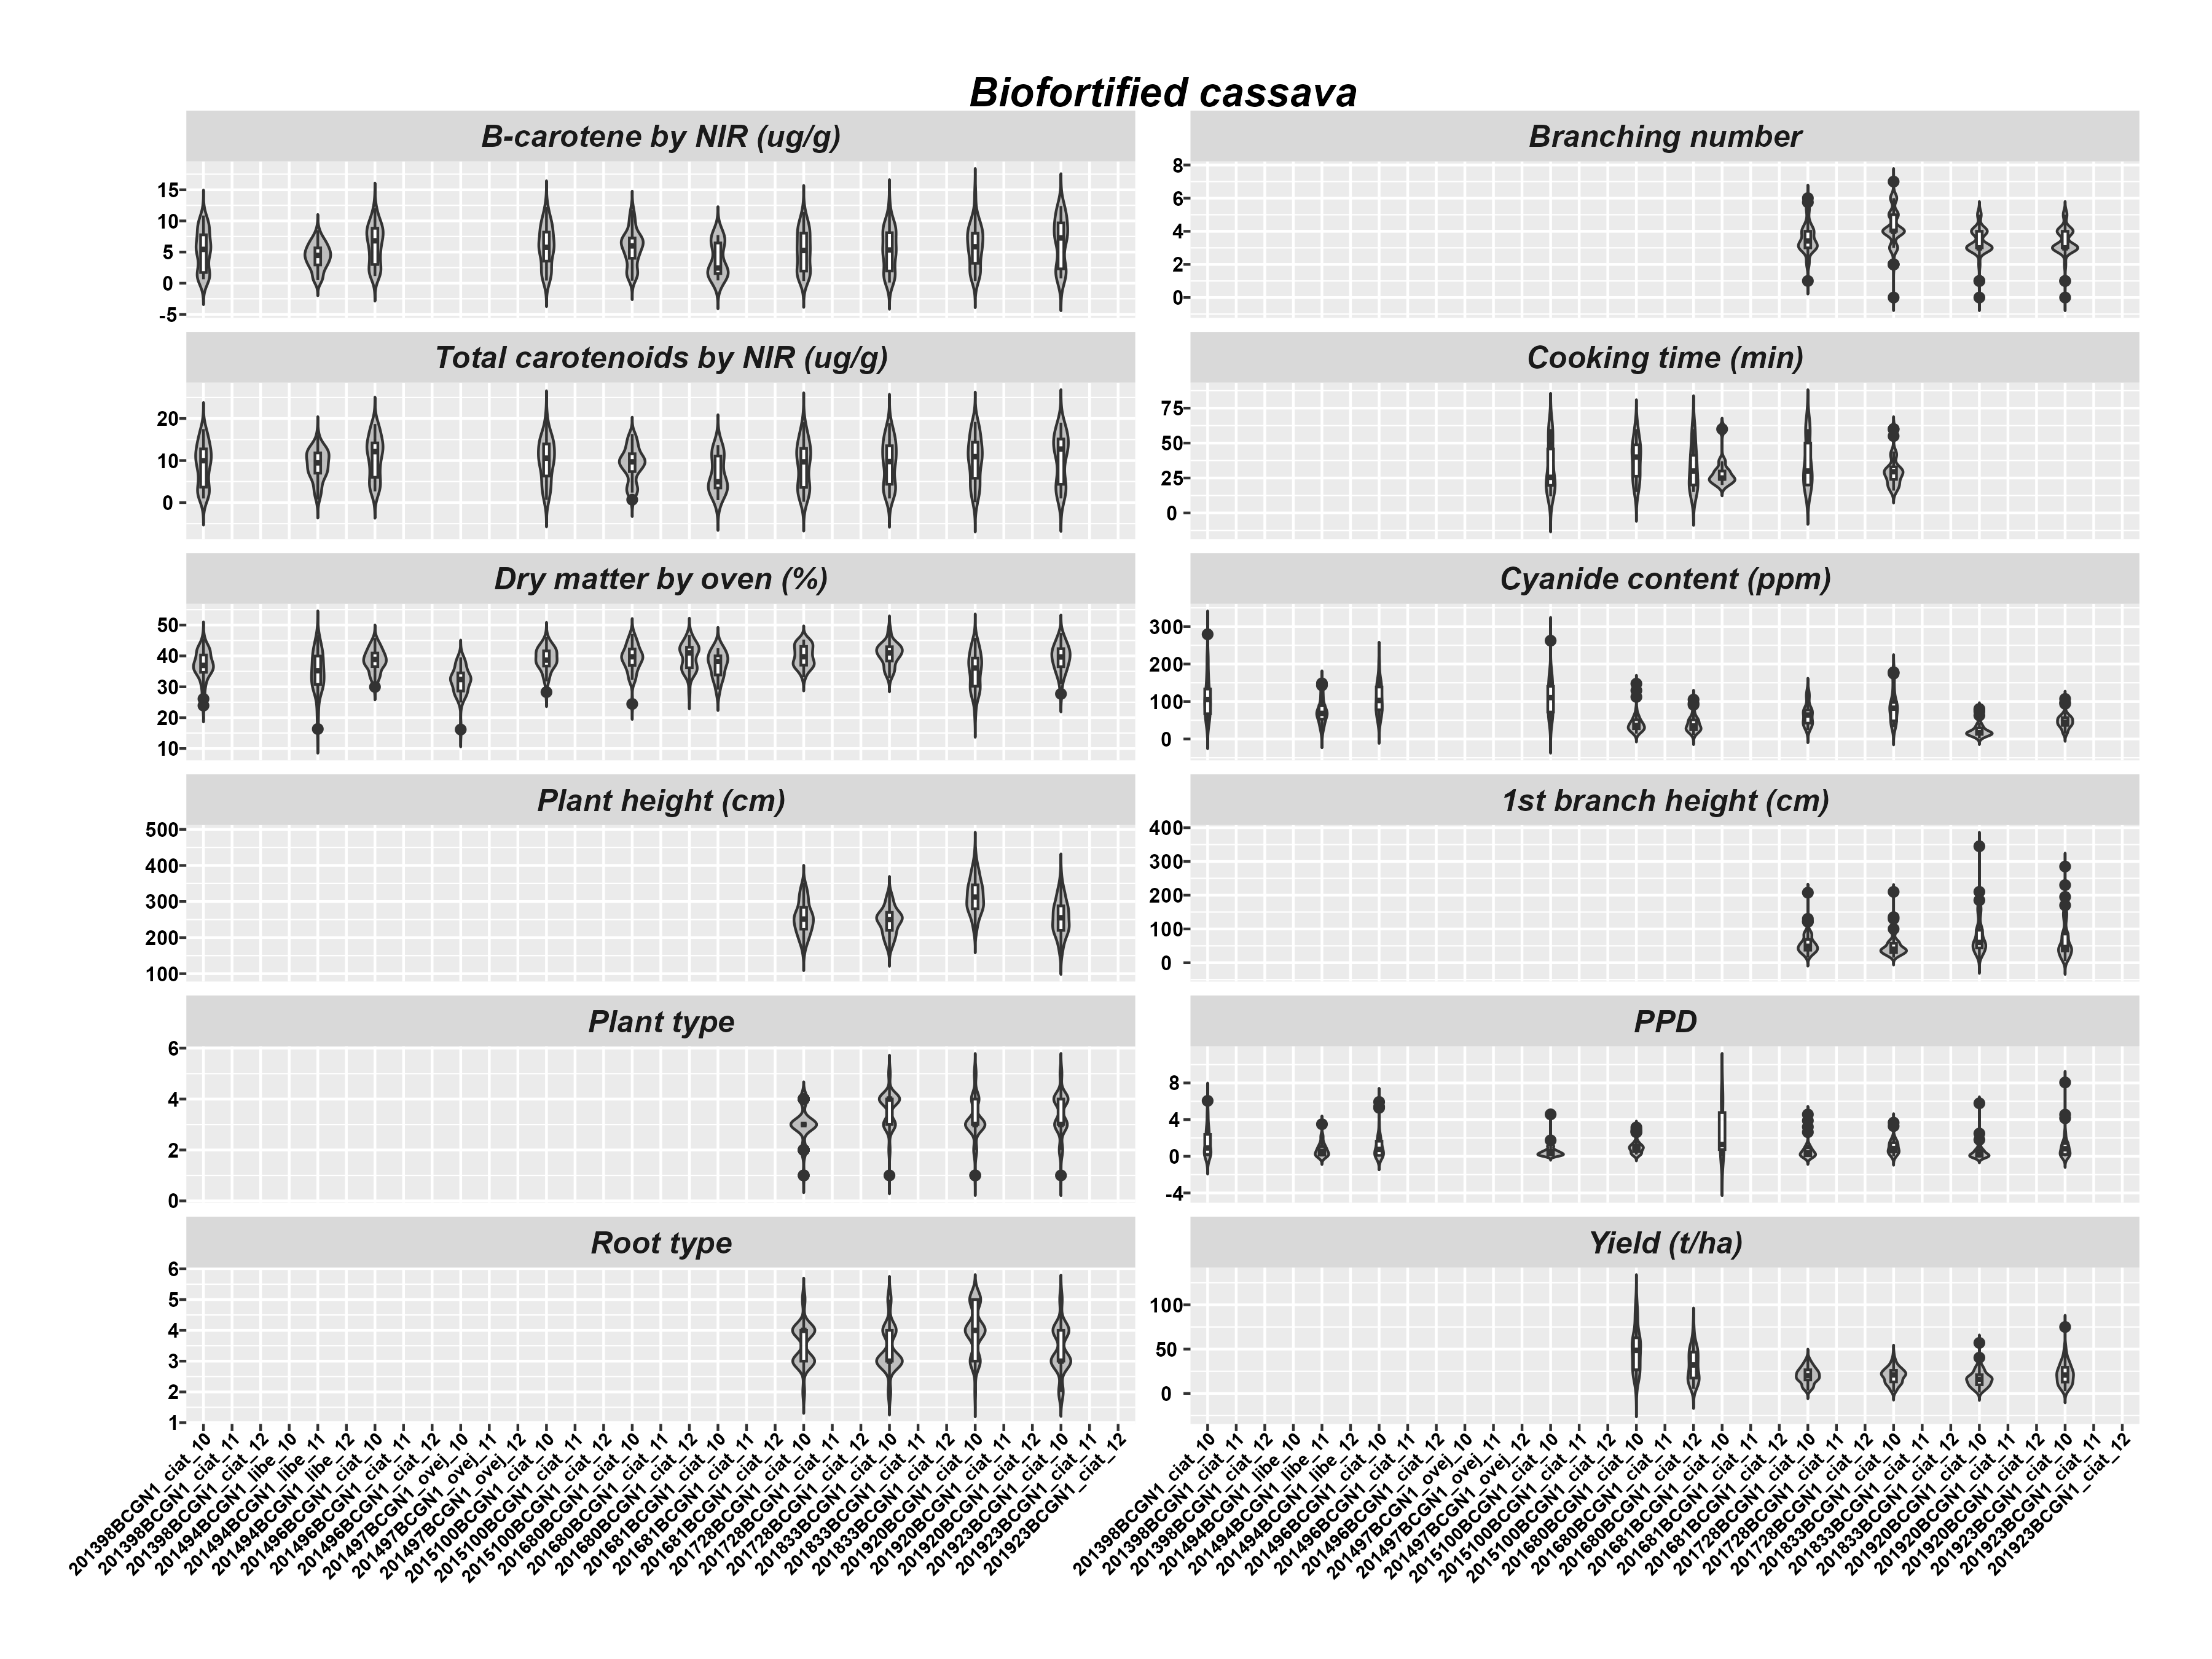 Biofortified cassava
B-carotene by NIR (ug/g)
15
10
5
0
-5
Branching number
8
6
4
2
0
Total carotenoids by NIR (ug/g)
20
10
0
Cooking time (min)
75
50
25
0
Dry matter by oven (%)
50
40
30
20
10
Cyanide content (ppm)
300
200
100
0
Plant height (cm)
500
400
300
200
100
1st branch height (cm)
400
300
200
100
0
Plant type
6
4
2
0
PPD
8
4
0
-4
Root type
6
5
4
3
2
1
Yield (t/ha)
100
50
0
201398BCGN1_ciat_10
201398BCGN1_ciat_11
201398BCGN1_ciat_12
201494BCGN1_libe_10
201494BCGN1_libe_11
201494BCGN1_libe_12
201496BCGN1_ciat_10
201496BCGN1_ciat_11
201496BCGN1_ciat_12
201497BCGN1_ovej_10
201497BCGN1_ovej_11
201497BCGN1_ovej_12
2015100BCGN1_ciat_10
2015100BCGN1_ciat_11
2015100BCGN1_ciat_12
201680BCGN1_ciat_10
201680BCGN1_ciat_11
201680BCGN1_ciat_12
201681BCGN1_ciat_10
201681BCGN1_ciat_11
201681BCGN1_ciat_12
201728BCGN1_ciat_10
201728BCGN1_ciat_11
201728BCGN1_ciat_12
201833BCGN1_ciat_10
201833BCGN1_ciat_11
201833BCGN1_ciat_12
201920BCGN1_ciat_10
201920BCGN1_ciat_11
201920BCGN1_ciat_12
201923BCGN1_ciat_10
201923BCGN1_ciat_11
201923BCGN1_ciat_12
201398BCGN1_ciat_10
201398BCGN1_ciat_11
201398BCGN1_ciat_12
201494BCGN1_libe_10
201494BCGN1_libe_11
201494BCGN1_libe_12
201496BCGN1_ciat_10
201496BCGN1_ciat_11
201496BCGN1_ciat_12
201497BCGN1_ovej_10
201497BCGN1_ovej_11
201497BCGN1_ovej_12
2015100BCGN1_ciat_10
2015100BCGN1_ciat_11
2015100BCGN1_ciat_12
201680BCGN1_ciat_10
201680BCGN1_ciat_11
201680BCGN1_ciat_12
201681BCGN1_ciat_10
201681BCGN1_ciat_11
201681BCGN1_ciat_12
201728BCGN1_ciat_10
201728BCGN1_ciat_11
201728BCGN1_ciat_12
201833BCGN1_ciat_10
201833BCGN1_ciat_11
201833BCGN1_ciat_12
201920BCGN1_ciat_10
201920BCGN1_ciat_11
201920BCGN1_ciat_12
201923BCGN1_ciat_10
201923BCGN1_ciat_11
201923BCGN1_ciat_12